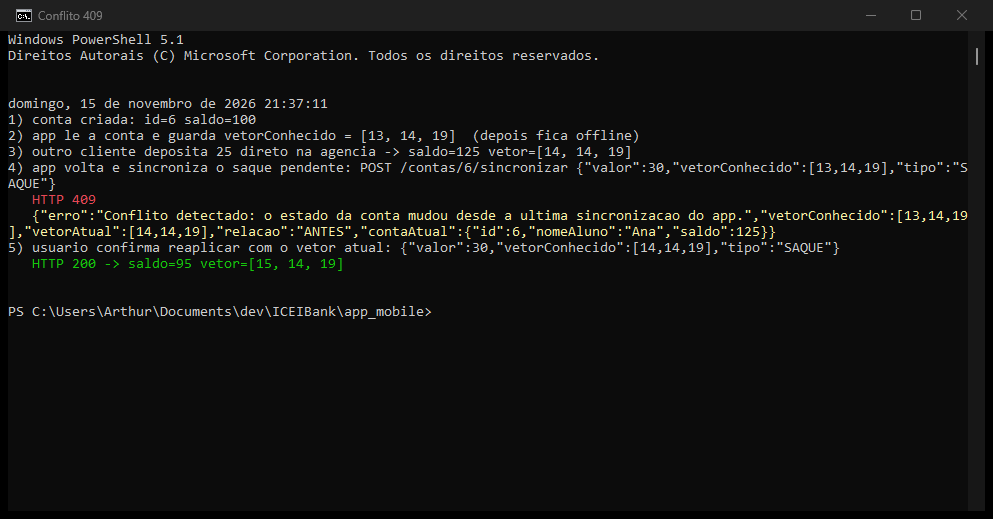 Conflito 409
Windows PowerShell 5.1
Direitos Autorais (C) Microsoft Corporation. Todos os direitos reservados.
domingo, 15 de novembro de 2026 21:37:11
1) conta criada: id=6 saldo=100
2) app le a conta e guarda vetorConhecido = [13, 14, 19]  (depois fica offline)
3) outro cliente deposita 25 direto na agencia -> saldo=125 vetor=[14, 14, 19]
4) app volta e sincroniza o saque pendente: POST /contas/6/sincronizar {"valor":30,"vetorConhecido":[13,14,19],"tipo":"S
AQUE"}
HTTP 409
{"erro":"Conflito detectado: o estado da conta mudou desde a ultima sincronizacao do app.","vetorConhecido":[13,14,19
],"vetorAtual":[14,14,19],"relacao":"ANTES","contaAtual":{"id":6,"nomeAluno":"Ana","saldo":125}}
5) usuario confirma reaplicar com o vetor atual: {"valor":30,"vetorConhecido":[14,14,19],"tipo":"SAQUE"}
HTTP 200 -> saldo=95 vetor=[15, 14, 19]
PS C:\Users\Arthur\Documents\dev\ICEIBank\app_mobile>